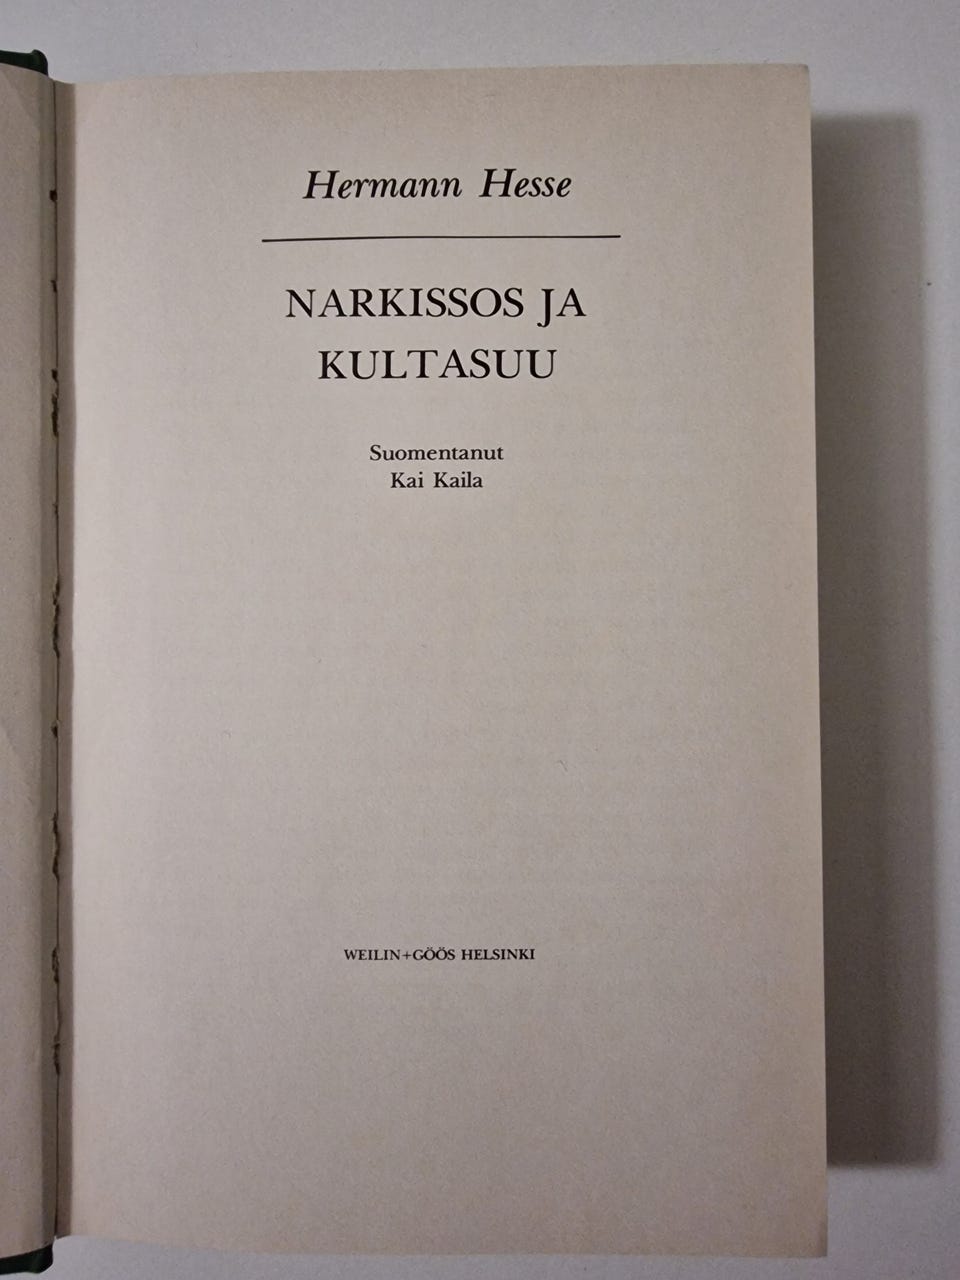 Hermann Hesse
NARKISSOS JA
KULTASUU
Suomentanut
Kai Kaila
WEILIN+GÖÖS HELSINKI